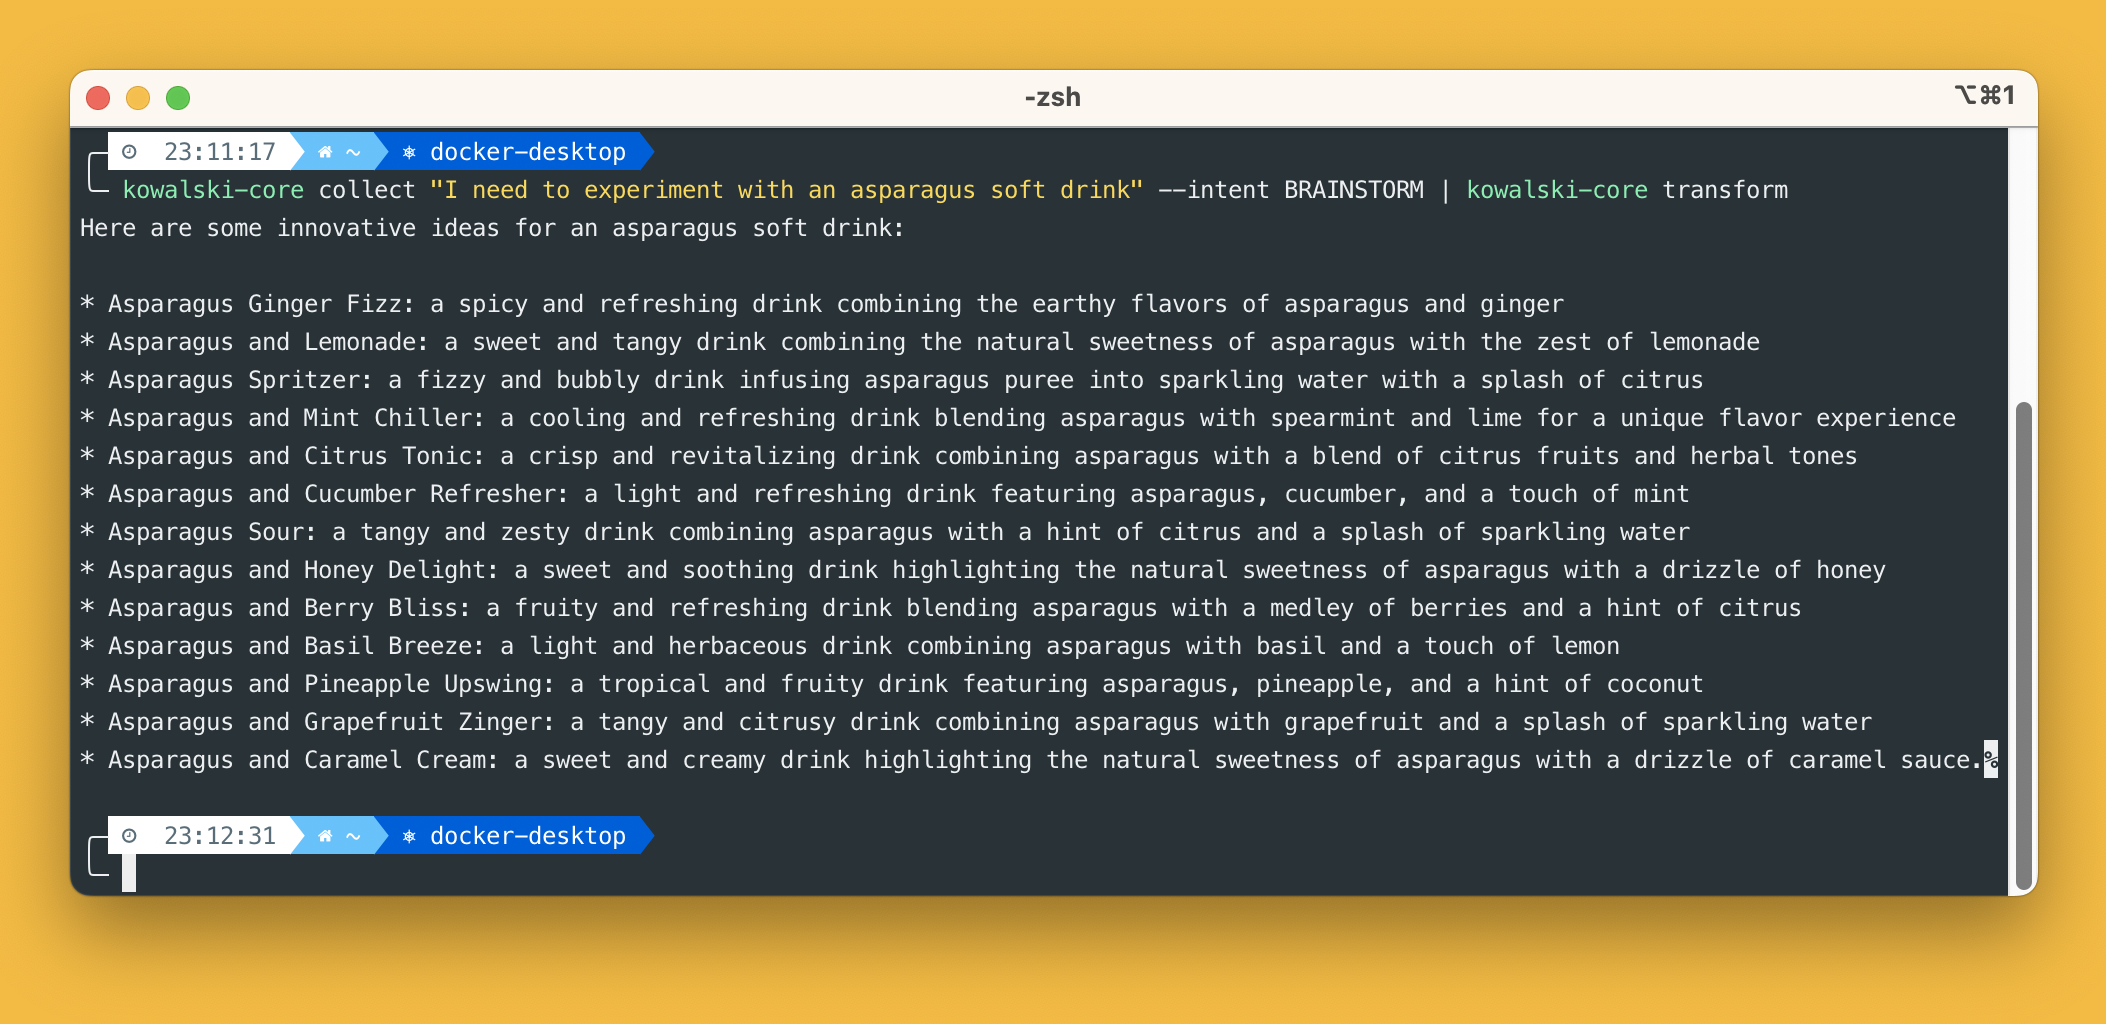 -zsh
⌥⌘1
23:11:17 ~ docker-desktop
kowalski-core collect "I need to experiment with an asparagus soft drink" --intent BRAINSTORM | kowalski-core transform
Here are some innovative ideas for an asparagus soft drink:
* Asparagus Ginger Fizz: a spicy and refreshing drink combining the earthy flavors of asparagus and ginger
* Asparagus and Lemonade: a sweet and tangy drink combining the natural sweetness of asparagus with the zest of lemonade
* Asparagus Spritzer: a fizzy and bubbly drink infusing asparagus puree into sparkling water with a splash of citrus
* Asparagus and Mint Chiller: a cooling and refreshing drink blending asparagus with spearmint and lime for a unique flavor experience
* Asparagus and Citrus Tonic: a crisp and revitalizing drink combining asparagus with a blend of citrus fruits and herbal tones
* Asparagus and Cucumber Refresher: a light and refreshing drink featuring asparagus, cucumber, and a touch of mint
* Asparagus Sour: a tangy and zesty drink combining asparagus with a hint of citrus and a splash of sparkling water
* Asparagus and Honey Delight: a sweet and soothing drink highlighting the natural sweetness of asparagus with a drizzle of honey
* Asparagus and Berry Bliss: a fruity and refreshing drink blending asparagus with a medley of berries and a hint of citrus
* Asparagus and Basil Breeze: a light and herbaceous drink combining asparagus with basil and a touch of lemon
* Asparagus and Pineapple Upswing: a tropical and fruity drink featuring asparagus, pineapple, and a hint of coconut
* Asparagus and Grapefruit Zinger: a tangy and citrusy drink combining asparagus with grapefruit and a splash of sparkling water
* Asparagus and Caramel Cream: a sweet and creamy drink highlighting the natural sweetness of asparagus with a drizzle of caramel sauce.%
23:12:31 ~ docker-desktop